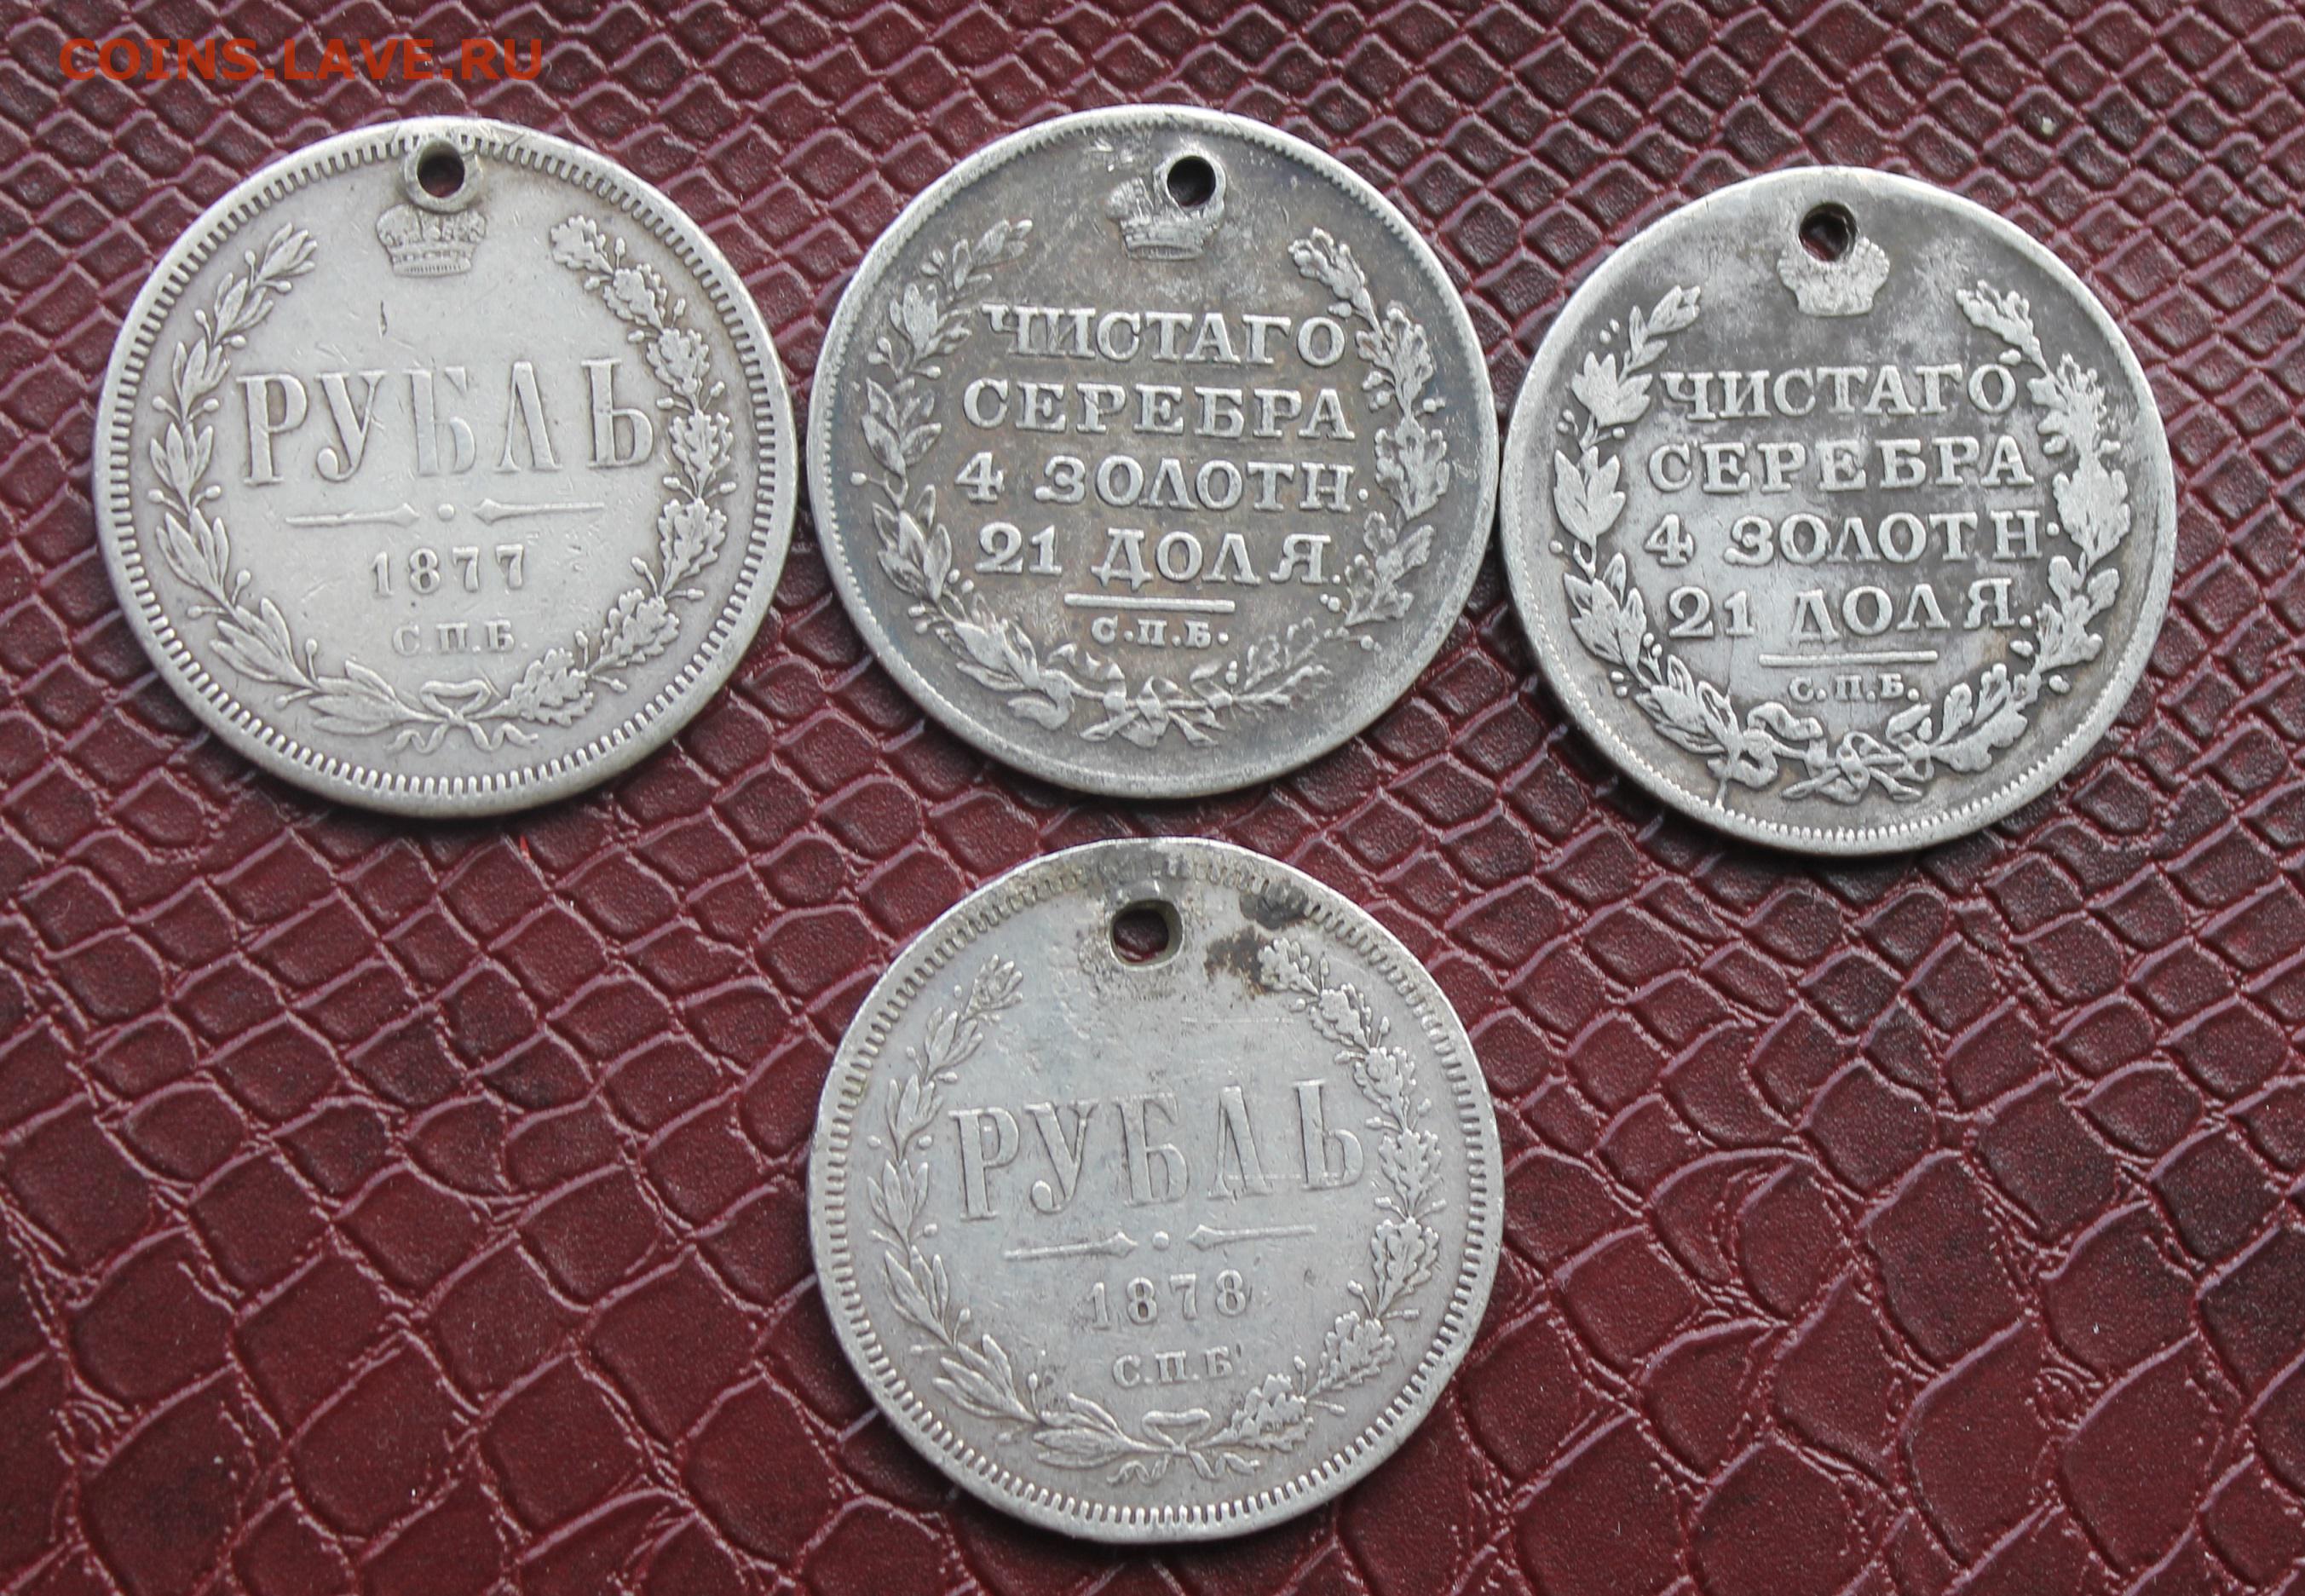 COINS.LAVE.RU
РУБЛЬ
1877
С.П.Б.
ЧИСТАГО
СЕРЕБРА
4 ЗОЛОТН.
21 ДОЛЯ.
С.П.Б.
ЧИСТАГО
СЕРЕБРА
4 ЗОЛОТН.
21 ДОЛЯ.
С.П.Б.
РУБЛЬ
1878
С.П.Б.